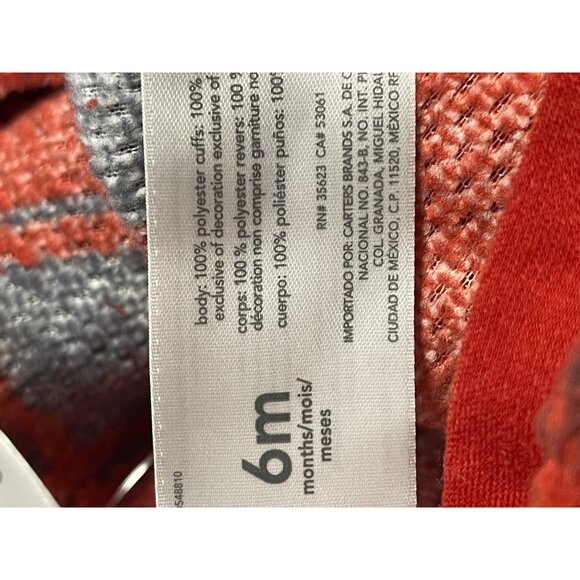 body: 100% polyester cuffs: 100%
exclusive of decoration exclusive of
corps: 100 % polyester revers: 100 %
décoration non comprise garniture no
cuerpo: 100% poliéster puños: 100%
RN# 35623 CA# 53061
IMPORTADO POR: CARTERS BRANDS S.A. DE C
NACIONAL NO. 843-B, NO. INT. P
COL. GRANADA, MIGUEL HIDAL
CIUDAD DE MÉXICO, C.P. 11520, MÉXICO RF
6m
months/mois/
meses
548810